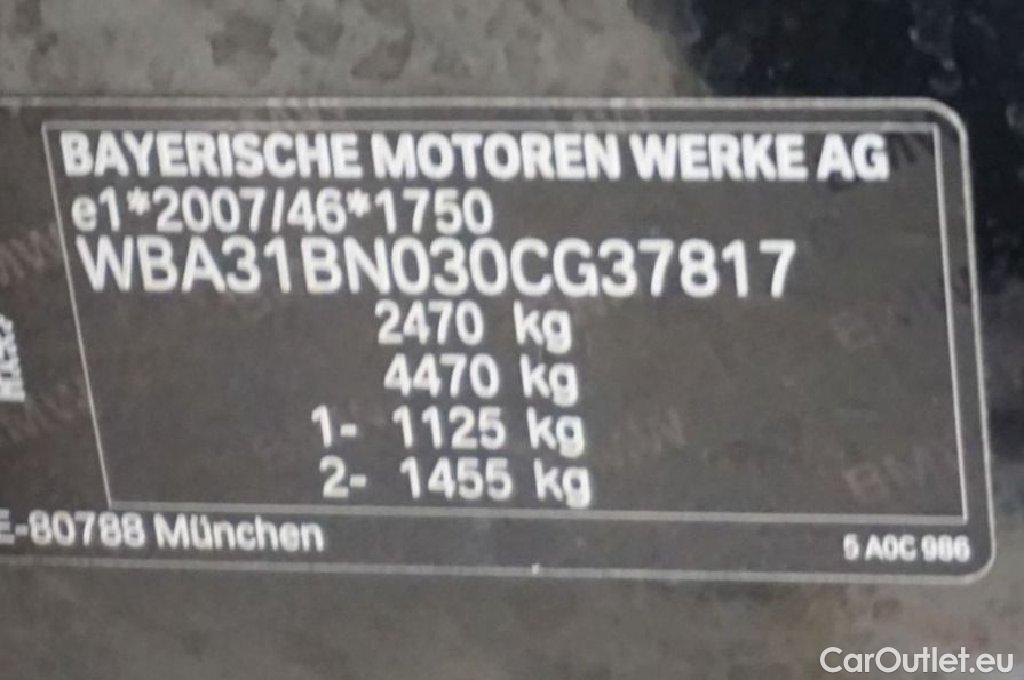 BAYERISCHE MOTOREN WERKE AG
e1*2007/46*1750
WBA31BN030CG37817
2470 kg
4470 kg
1- 1125 kg
2- 1455 kg
E-80788 München
5 A0C 986
CarOutlet.eu